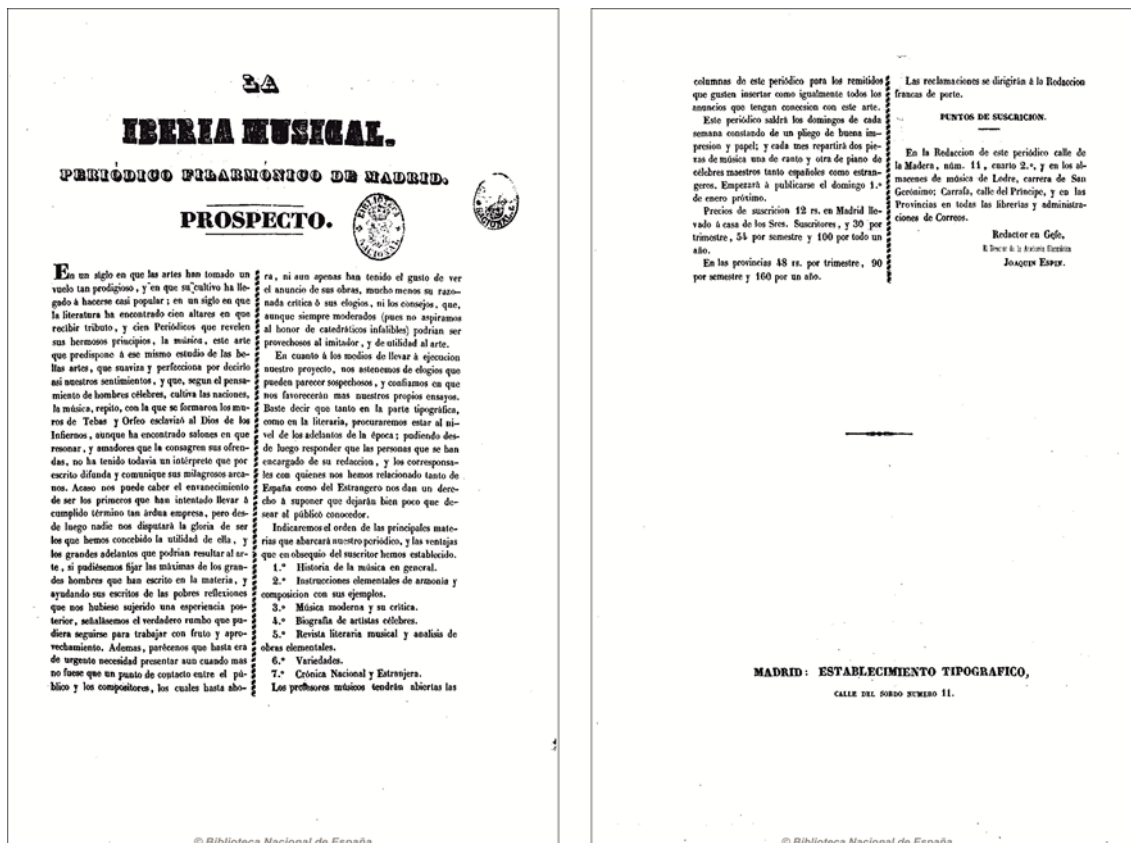 LA
IBERIA MUSICAL.
PERIÓDICO FILARMÓNICO DE MADRID.
PROSPECTO.
BIBLIOTECA NACIONAL
En un siglo en que las artes han tomado un
vuelo tan prodigioso, y en que su cultivo ha lle-
gado á hacerse casi popular; en un siglo en que
la literatura ha encontrado cien altares en que
recibir tributo, y cien Periódicos que revelen
sus hermosos principios, la música, este arte
que predispone á ese mismo estudio de las be-
llas artes, que suaviza y perfecciona por decirlo
asi nuestros sentimientos, y que, segun el pensa-
miento de hombres célebres, cultiva las naciones,
la música, repito, con la que se formaron los mu-
ros de Tebas y Orfeo esclavizó al Dios de los
Infiernos, aunque ha encontrado salones en que
resonar, y amadores que la consagren sus ofren-
das, no ha tenido todavia un intérprete que por
escrito difunda y comunique sus milagrosos arca-
nos. Acaso nos puede caber el envanecimiento
de ser los primeros que han intentado llevar á
cumplido término tan árdua empresa, pero des-
de luego nadie nos disputará la gloria de ser
los que hemos concebido la utilidad de ella, y
los grandes adelantos que podrian resultar al ar-
te, si pudiésemos fijar las máximas de los gran-
des hombres que han escrito en la materia, y
ayudando sus escritos de las pobres reflexiones
que nos hubiese sujerido una esperiencia pos-
terior, señalásemos el verdadero rumbo que pu-
diera seguirse para trabajar con fruto y apro-
vechamiento. Ademas, parécenos que hasta era
de urgente necesidad presentar aun cuando mas
no fuese que un punto de contacto entre el pú-
blico y los compositores, los cuales hasta aho-
ra, ni aun apenas han tenido el gusto de ver
el anuncio de sus obras, mucho menos su razo-
nada crítica ó sus elogios, ni los consejos, que,
aunque siempre moderados (pues no aspiramos
al honor de catedráticos infalibles) podrian ser
provechosos al imitador, y de utilidad al arte.
En cuanto á los medios de llevar á ejecucion
nuestro proyecto, nos astenemos de elogios que
pueden parecer sospechosos, y confiamos en que
nos favorecerán mas nuestros propios ensayos.
Baste decir que tanto en la parte tipográfica,
como en la literaria, procuraremos estar al ni-
vel de los adelantos de la época; pudiendo des-
de luego responder que las personas que se han
encargado de su redaccion, y los corresponsa-
les con quienes nos hemos relacionado tanto de
España como del Estrangero nos dan un dere-
cho á suponer que dejarán bien poco que de-
sear al público conocedor.
Indicaremos el orden de las principales mate-
rias que abarcará nuestro periódico, y las ventajas
que en obsequio del suscritor hemos establecido.
1.º Historia de la música en general.
2.º Instrucciones elementales de armonia y
composicion con sus ejemplos.
3.º Música moderna y su crítica.
4.º Biografia de artistas célebres.
5.º Revista literaria musical y analisis de
obras elementales.
6.º Variedades.
7.º Crónica Nacional y Estranjera.
Los profesores músicos tendrán abiertas las
© Biblioteca Nacional de España
columnas de este periódico para los remitidos
que gusten insertar como igualmente todos los
anuncios que tengan conecsion con este arte.
Este periódico saldrá los domingos de cada
semana constando de un pliego de buena im-
presion y papel; y cada mes repartirá dos pie-
zas de música una de canto y otra de piano de
célebres maestros tanto españoles como estran-
geros. Empezará á publicarse el domingo 1.º
de enero próximo.
Precios de suscricion 12 rs. en Madrid lle-
vado á casa de los Sres. Suscritores, y 30 por
trimestre, 54 por semestre y 100 por todo un
año.
En las provincias 48 rs. por trimestre, 90
por semestre y 160 por un año.
Las reclamaciones se dirigirán á la Redaccion
francas de porte.
PUNTOS DE SUSCRICION.
En la Redaccion de este periódico calle de
la Madera, núm. 11, cuarto 2.º, y en los al-
macenes de música de Lodre, carrera de San
Gerónimo; Carrafa, calle del Príncipe, y en las
Provincias en todas las librerias y administra-
ciones de Correos.
Redactor en Gefe,
El Director de la Academia Filarmónica
JOAQUIN ESPIN.
MADRID: ESTABLECIMIENTO TIPOGRAFICO,
CALLE DEL SORDO NUMERO 11.
© Biblioteca Nacional de España